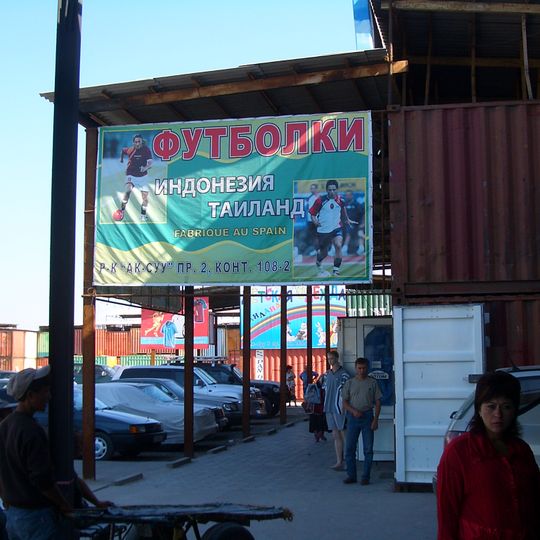 ФУТБОЛКИ
ИНДОНЕЗИЯ
ТАИЛАНД
FABRIQUE AU SPAIN
Р-К "АК-СУУ" ПР. 2, КОНТ. 108-2